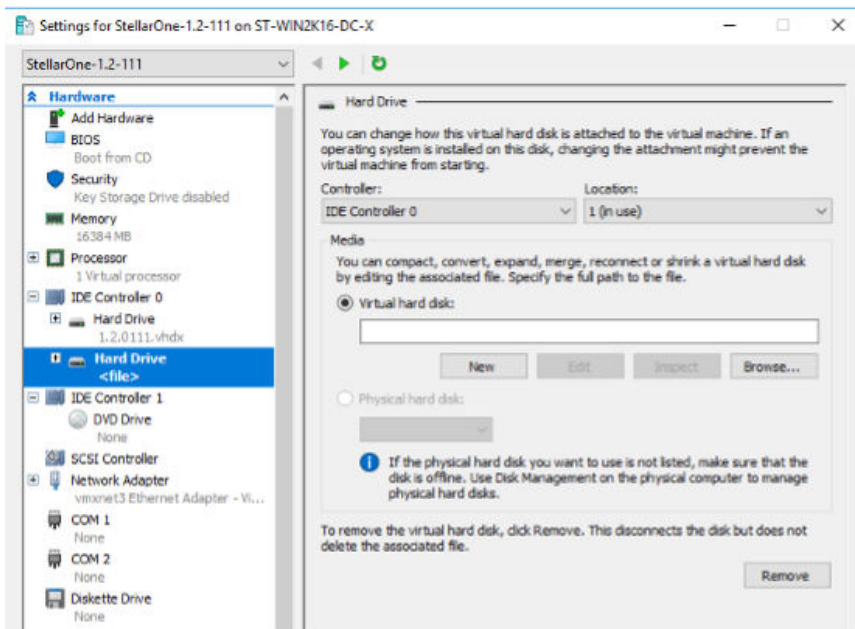 Settings for StellarOne-1.2-111 on ST-WIN2K16-DC-X
StellarOne-1.2-111
Hardware
Add Hardware
BIOS
Boot from CD
Security
Key Storage Drive disabled
Memory
16384 MB
Processor
1 Virtual processor
IDE Controller 0
Hard Drive
1.2.0111.vhdx
Hard Drive
<file>
IDE Controller 1
DVD Drive
None
SCSI Controller
Network Adapter
vmxnet3 Ethernet Adapter - Vi...
COM 1
None
COM 2
None
Diskette Drive
None
Hard Drive
You can change how this virtual hard disk is attached to the virtual machine. If an
operating system is installed on this disk, changing the attachment might prevent the
virtual machine from starting.
Controller:
Location:
IDE Controller 0
1 (in use)
Media
You can compact, convert, expand, merge, reconnect or shrink a virtual hard disk
by editing the associated file. Specify the full path to the file.
Virtual hard disk:
New
Edit
Inspect
Browse...
Physical hard disk:
If the physical hard disk you want to use is not listed, make sure that the
disk is offline. Use Disk Management on the physical computer to manage
physical hard disks.
To remove the virtual hard disk, click Remove. This disconnects the disk but does not
delete the associated file.
Remove